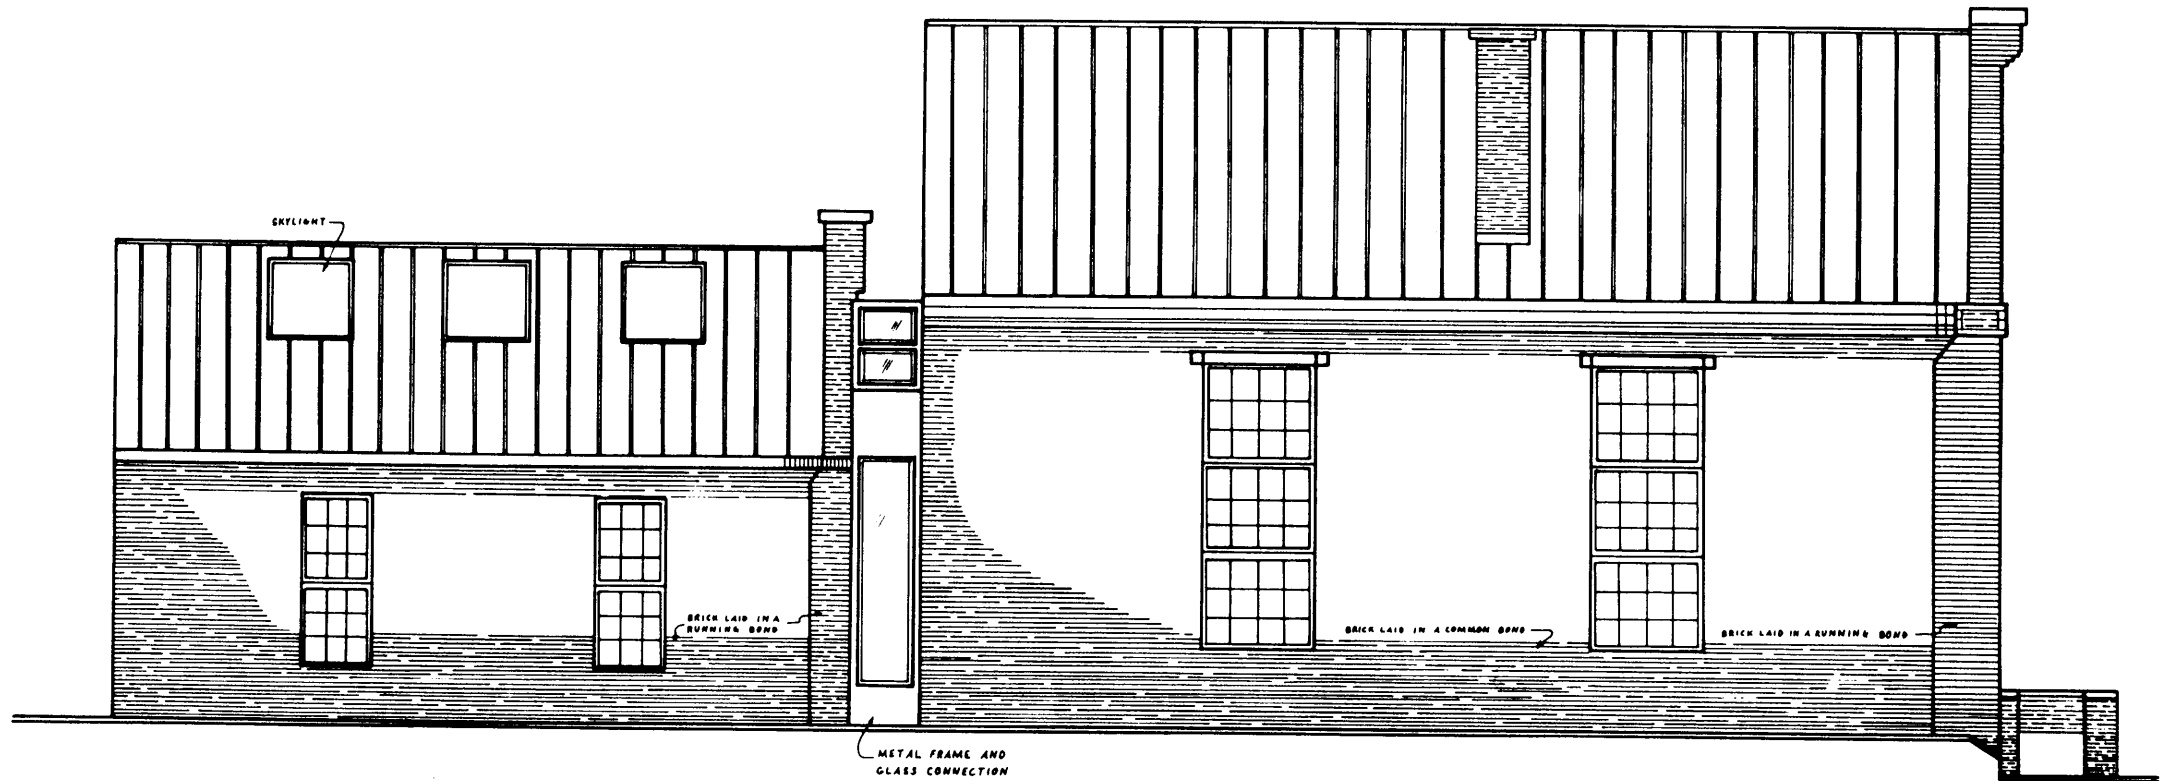 SKYLIGHT
BRICK LAID IN A
RUNNING BOND
BRICK LAID IN A COMMON BOND
BRICK LAID IN A RUNNING BOND
METAL FRAME AND
GLASS CONNECTION